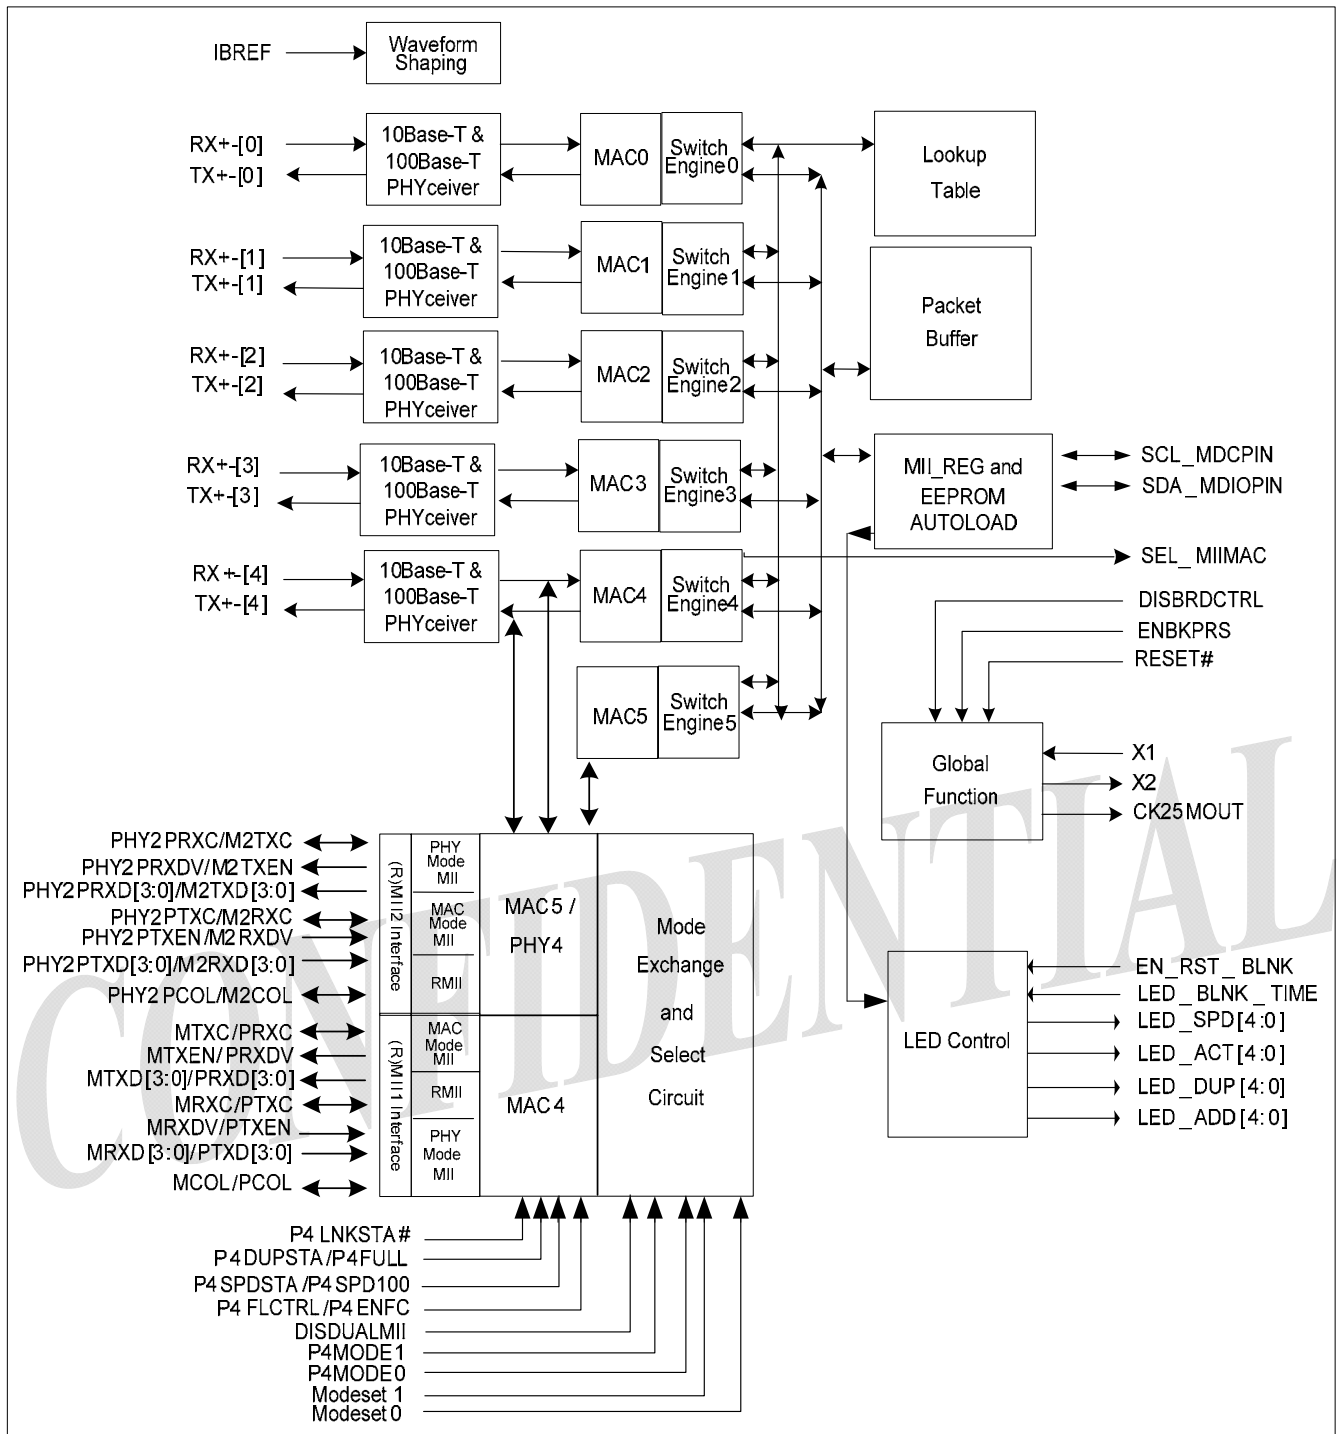 IBREF
Waveform
Shaping
RX+-[0]
TX+-[0]
10Base-T &
100Base-T
PHYceiver
MAC0
Switch
Engine0
Lookup
Table
RX+-[1]
TX+-[1]
10Base-T &
100Base-T
PHYceiver
MAC1
Switch
Engine1
Packet
Buffer
RX+-[2]
TX+-[2]
10Base-T &
100Base-T
PHYceiver
MAC2
Switch
Engine2
RX+-[3]
TX+-[3]
10Base-T &
100Base-T
PHYceiver
MAC3
Switch
Engine3
MII_REG and
EEPROM
AUTOLOAD
SCL_MDCPIN
SDA_MDIOPIN
SEL_MIIMAC
RX+-[4]
TX+-[4]
10Base-T &
100Base-T
PHYceiver
MAC4
Switch
Engine4
DISBRDCTRL
ENBKPRS
RESET#
MAC5
Switch
Engine5
Global
Function
X1
X2
CK25MOUT
PHY2PRXC/M2TXC
PHY2PRXDV/M2TXEN
PHY2PRXD[3:0]/M2TXD[3:0]
PHY2PTXC/M2RXC
PHY2PTXEN/M2RXDV
PHY2PTXD[3:0]/M2RXD[3:0]
PHY2PCOL/M2COL
MTXC/PRXC
MTXEN/PRXDV
MTXD[3:0]/PRXD[3:0]
MRXC/PTXC
MRXDV/PTXEN
MRXD[3:0]/PTXD[3:0]
MCOL/PCOL
(R)MII2 Interface
PHY
Mode
MII
MAC
Mode
MII
RMII
(R)MII1 Interface
MAC
Mode
MII
RMII
PHY
Mode
MII
MAC5 /
PHY4
MAC4
Mode
Exchange
and
Select
Circuit
LED Control
EN_RST_BLNK
LED_BLNK_TIME
LED_SPD[4:0]
LED_ACT[4:0]
LED_DUP[4:0]
LED_ADD[4:0]
P4LNKSTA#
P4DUPSTA/P4FULL
P4SPDSTA/P4SPD100
P4FLCTRL/P4ENFC
DISDUALMII
P4MODE1
P4MODE0
Modeset 1
Modeset 0
CONFIDENTIAL